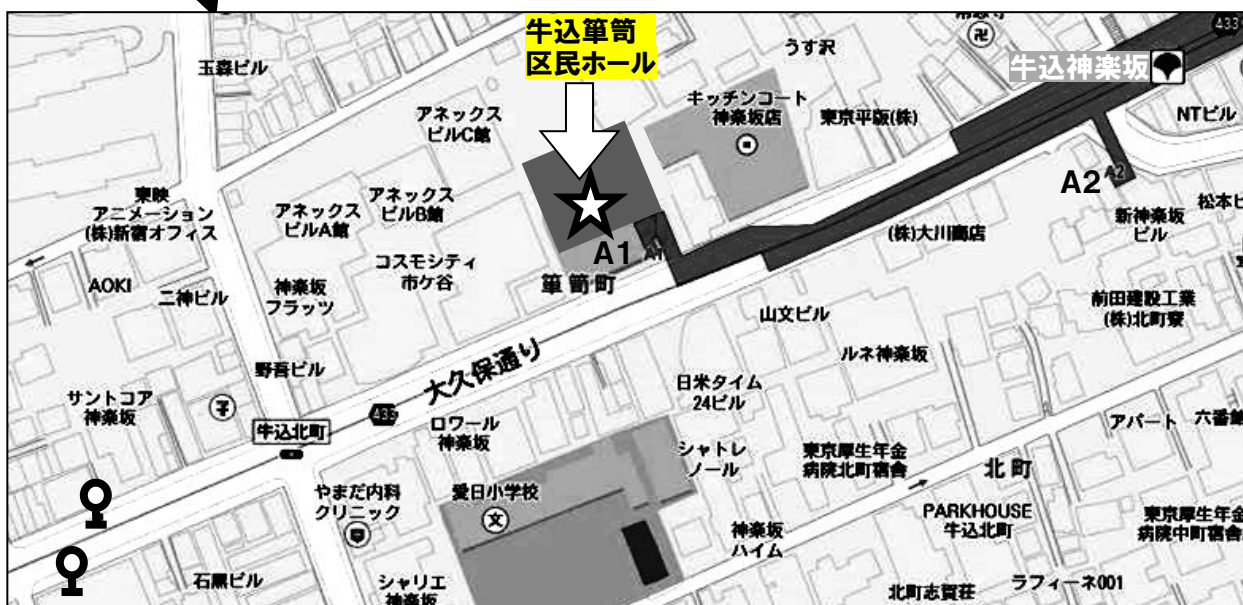 牛込箪笥
区民ホール
うす沢
433
牛込神楽坂
玉森ビル
アネックス
ビルC館
キッチンコート
神楽坂店
東京平版(株)
NTビル
A2
A2
東映
アニメーション
(株)新宿オフィス
アネックス
ビルA館
アネックス
ビルB館
A1
A1
(株)大川商店
新神楽坂
ビル
松本ビ
コスモシティ
市ケ谷
箪笥町
AOKI
二神ビル
神楽坂
フラッツ
山文ビル
前田建設工業
(株)北町寮
大久保通り
ルネ神楽坂
野吾ビル
日米タイム
24ビル
サントコア
神楽坂
433
牛込北町
ロワール
神楽坂
アパート
六番館
シャトレ
ノール
東京厚生年金
病院北町宿舎
北町
やまだ内科
クリニック
愛日小学校
文
PARKHOUSE
牛込北町
東京厚生年金
病院中町宿舎
神楽坂
ハイム
石黒ビル
シャリエ
神楽坂
北町志賀荘
ラフィーネ001